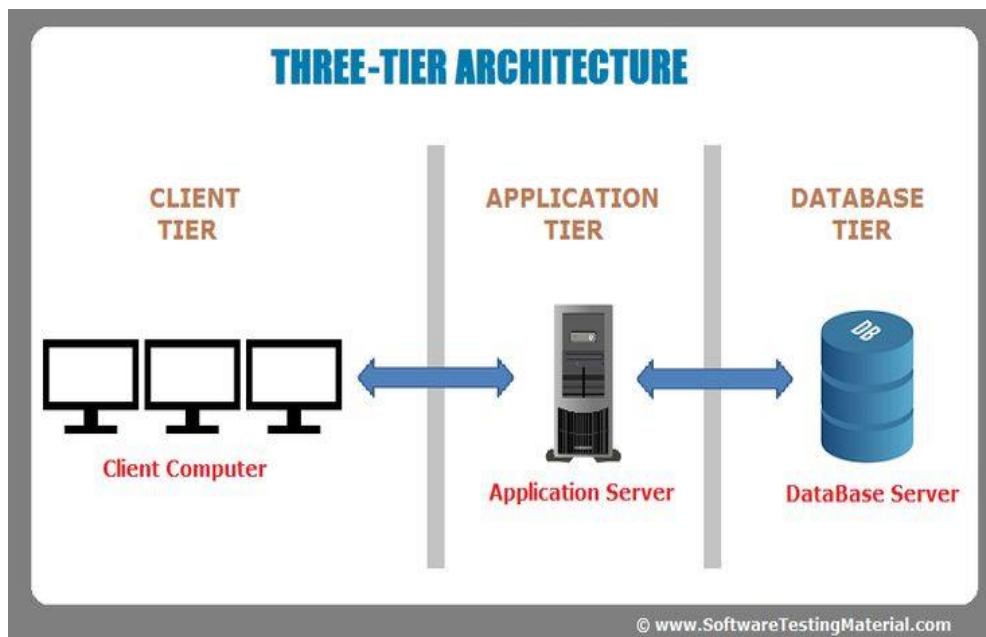 THREE-TIER ARCHITECTURE
CLIENT
TIER
APPLICATION
TIER
DATABASE
TIER
DB
Client Computer
Application Server
DataBase Server
© www.SoftwareTestingMaterial.com